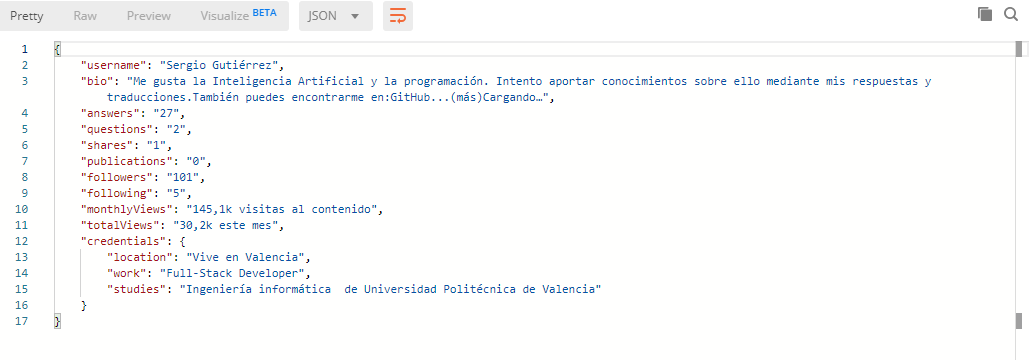 Pretty Raw Preview Visualize BETA JSON
1 {
2 "username": "Sergio Gutiérrez",
3 "bio": "Me gusta la Inteligencia Artificial y la programación. Intento aportar conocimientos sobre ello mediante mis respuestas y
traducciones.También puedes encontrarme en:GitHub...(más)Cargando…",
4 "answers": "27",
5 "questions": "2",
6 "shares": "1",
7 "publications": "0",
8 "followers": "101",
9 "following": "5",
10 "monthlyViews": "145,1k visitas al contenido",
11 "totalViews": "30,2k este mes",
12 "credentials": {
13 "location": "Vive en Valencia",
14 "work": "Full-Stack Developer",
15 "studies": "Ingeniería informática  de Universidad Politécnica de Valencia"
16 }
17 }